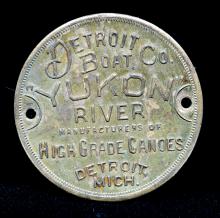 DETROIT
BOAT. CO.
YUKON
RIVER
MANUFACTURERS OF
HIGH GRADE CANOES
DETROIT,
MICH.